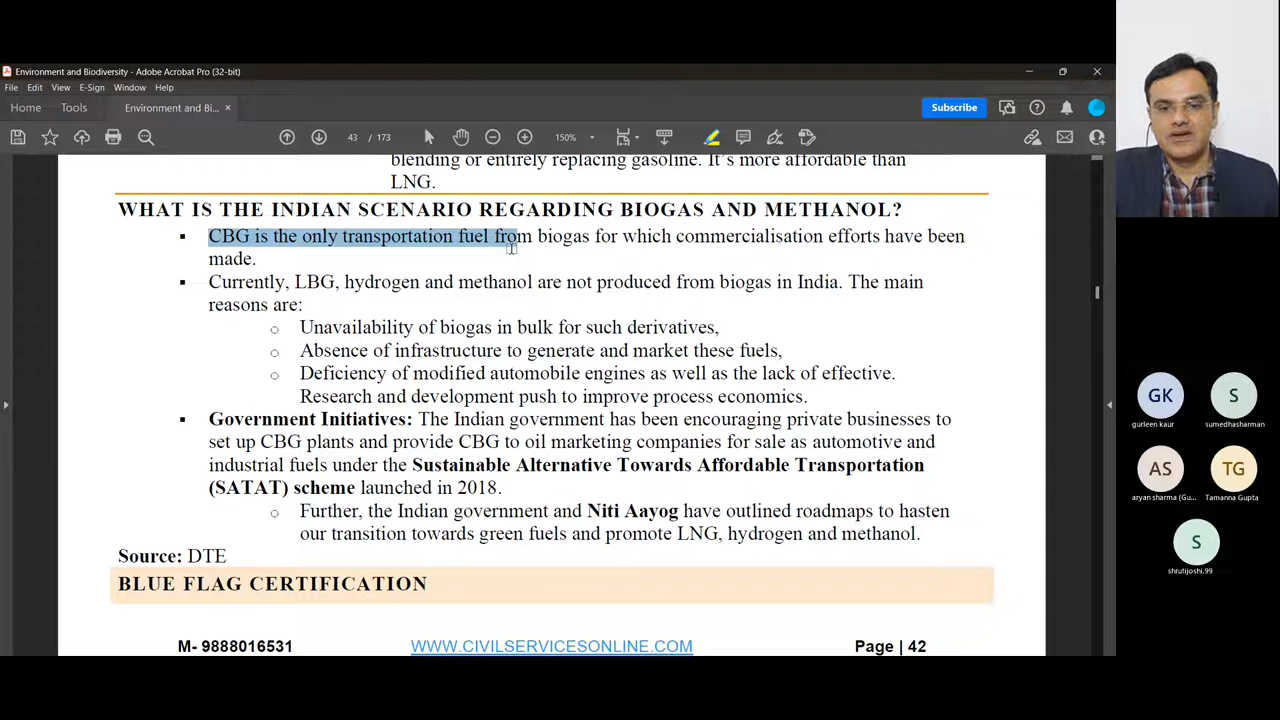 Environment and Biodiversity - Adobe Acrobat Pro (32-bit)
File Edit View E-Sign Window Help
Home Tools Environment and Bi... × Subscribe
43 / 173 150%
blending or entirely replacing gasoline. It's more affordable than
LNG.
WHAT IS THE INDIAN SCENARIO REGARDING BIOGAS AND METHANOL?
▪ CBG is the only transportation fuel from biogas for which commercialisation efforts have been
made.
▪ Currently, LBG, hydrogen and methanol are not produced from biogas in India. The main
reasons are:
o Unavailability of biogas in bulk for such derivatives,
o Absence of infrastructure to generate and market these fuels,
o Deficiency of modified automobile engines as well as the lack of effective.
Research and development push to improve process economics.
▪ Government Initiatives: The Indian government has been encouraging private businesses to
set up CBG plants and provide CBG to oil marketing companies for sale as automotive and
industrial fuels under the Sustainable Alternative Towards Affordable Transportation
(SATAT) scheme launched in 2018.
o Further, the Indian government and Niti Aayog have outlined roadmaps to hasten
our transition towards green fuels and promote LNG, hydrogen and methanol.
Source: DTE
BLUE FLAG CERTIFICATION
M- 9888016531 WWW.CIVILSERVICESONLINE.COM Page | 42
GK S
gurleen kaur sumedhasharman
AS TG
aryan sharma (Gu... Tamanna Gupta
S
shrutijoshi.99